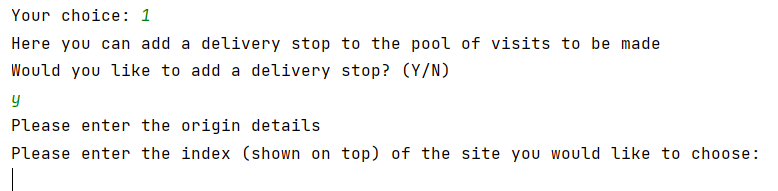 Your choice: 1
Here you can add a delivery stop to the pool of visits to be made
Would you like to add a delivery stop? (Y/N)
y
Please enter the origin details
Please enter the index (shown on top) of the site you would like to choose: